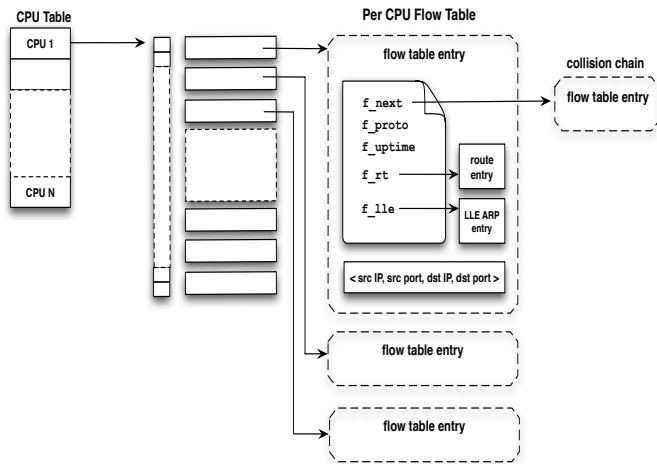 CPU Table
CPU 1
CPU N
Per CPU Flow Table
flow table entry
f_next
f_proto
f_uptime
f_rt
f_lle
route
entry
LLE ARP
entry
< src IP, src port, dst IP, dst port >
collision chain
flow table entry
flow table entry
flow table entry